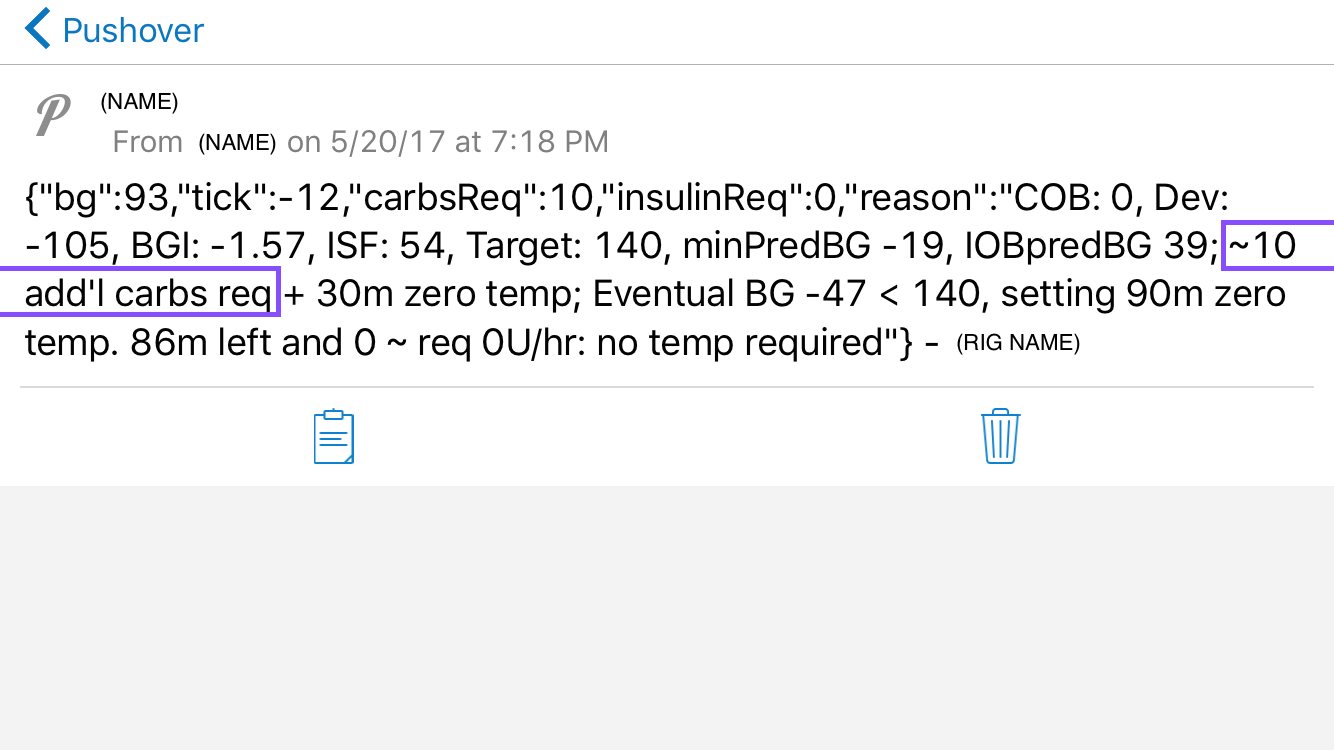 Pushover
P
(NAME)
From (NAME) on 5/20/17 at 7:18 PM
{"bg":93,"tick":-12,"carbsReq":10,"insulinReq":0,"reason":"COB: 0, Dev:
-105, BGI: -1.57, ISF: 54, Target: 140, minPredBG -19, IOBpredBG 39; ~10
add'l carbs req + 30m zero temp; Eventual BG -47 < 140, setting 90m zero
temp. 86m left and 0 ~ req 0U/hr: no temp required"} - (RIG NAME)